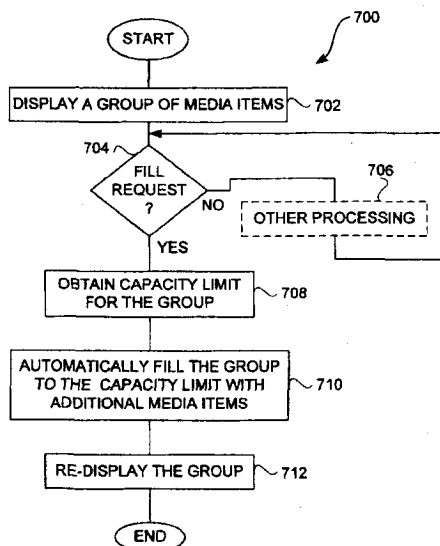 START
700
DISPLAY A GROUP OF MEDIA ITEMS
702
704
FILL
REQUEST
?
NO
706
OTHER PROCESSING
YES
OBTAIN CAPACITY LIMIT
FOR THE GROUP
708
AUTOMATICALLY FILL THE GROUP
TO THE CAPACITY LIMIT WITH
ADDITIONAL MEDIA ITEMS
710
RE-DISPLAY THE GROUP
712
END